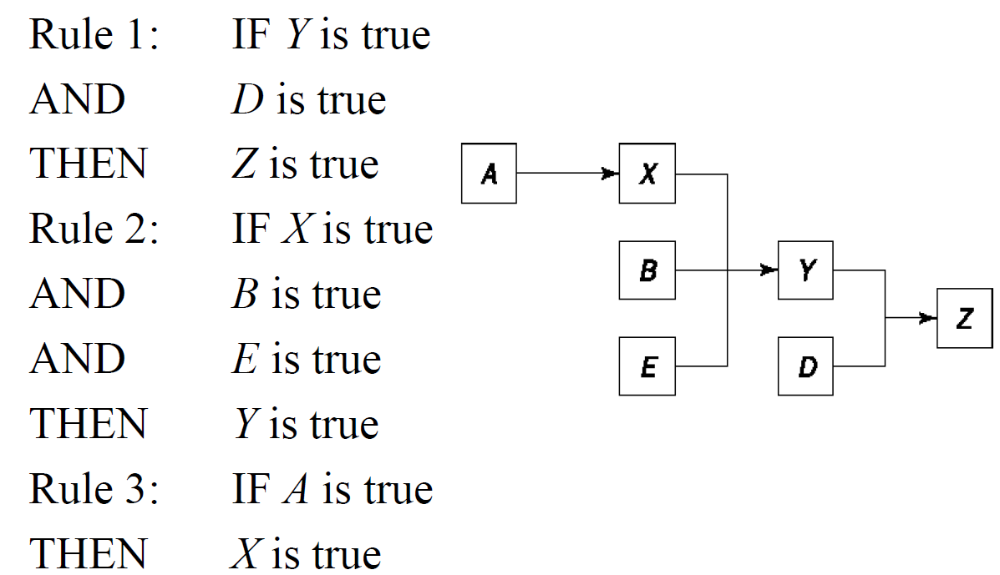 Rule 1: IF Y is true
AND D is true
THEN Z is true
Rule 2: IF X is true
AND B is true
AND E is true
THEN Y is true
Rule 3: IF A is true
THEN X is true
A
X
B
Y
Z
E
D